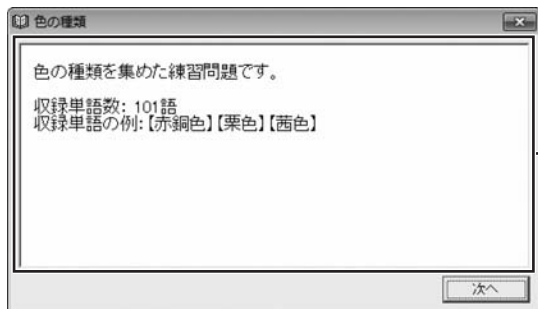 色の種類
色の種類を集めた練習問題です。
収録単語数: 101語
収録単語の例:【赤銅色】【栗色】【茜色】
次へ